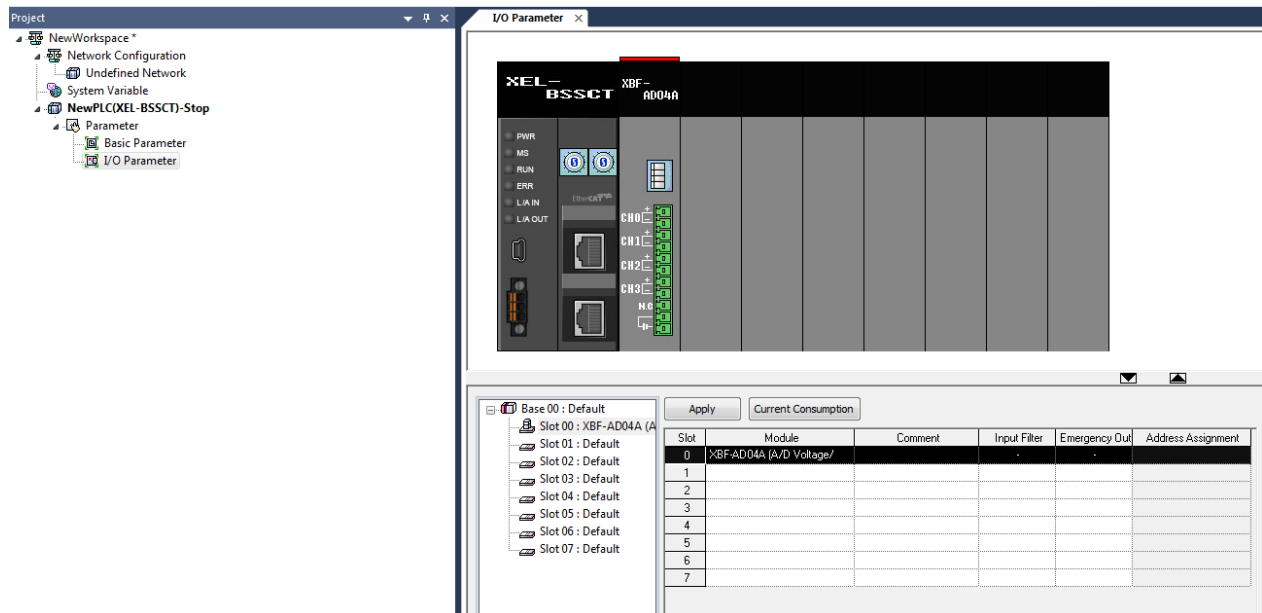 Project
NewWorkspace *
Network Configuration
Undefined Network
System Variable
NewPLC(XEL-BSSCT)-Stop
Parameter
Basic Parameter
I/O Parameter
I/O Parameter
XEL-
BSSCT
XBF-
AD04A
PWR
MS
RUN
ERR
L/A IN
L/A OUT
0 0
EtherCAT
CH0 + -
CH1 + -
CH2 + -
CH3 + -
N.C
Base 00 : Default
Slot 00 : XBF-AD04A (A
Slot 01 : Default
Slot 02 : Default
Slot 03 : Default
Slot 04 : Default
Slot 05 : Default
Slot 06 : Default
Slot 07 : Default
Apply Current Consumption
Slot Module Comment Input Filter Emergency Out Address Assignment
0 XBF-AD04A (A/D Voltage/ - -
1
2
3
4
5
6
7